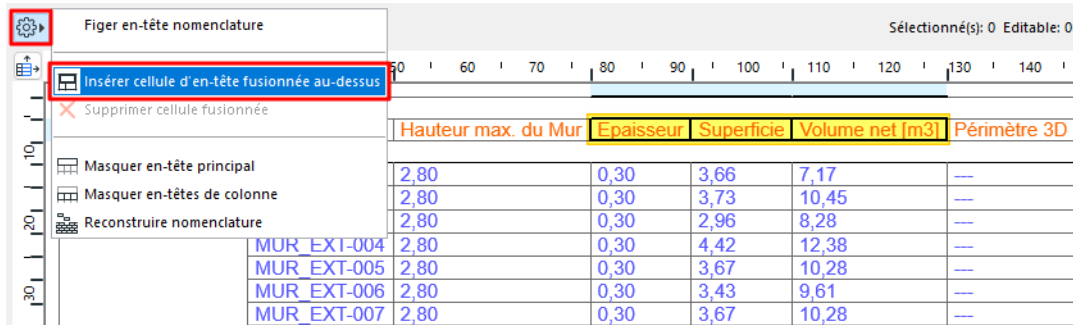 Figer en-tête nomenclature
Sélectionné(s): 0 Editable: 0
Insérer cellule d'en-tête fusionnée au-dessus
Supprimer cellule fusionnée
Masquer en-tête principal
Masquer en-têtes de colonne
Reconstruire nomenclature
60 70 80 90 100 110 120 130 140
10
20
30
Hauteur max. du Mur Epaisseur Superficie Volume net [m3] Périmètre 3D
2,80 0,30 3,66 7,17 ---
2,80 0,30 3,73 10,45 ---
2,80 0,30 2,96 8,28 ---
MUR_EXT-004 2,80 0,30 4,42 12,38 ---
MUR_EXT-005 2,80 0,30 3,67 10,28 ---
MUR_EXT-006 2,80 0,30 3,43 9,61 ---
MUR_EXT-007 2,80 0,30 3,67 10,28 ---